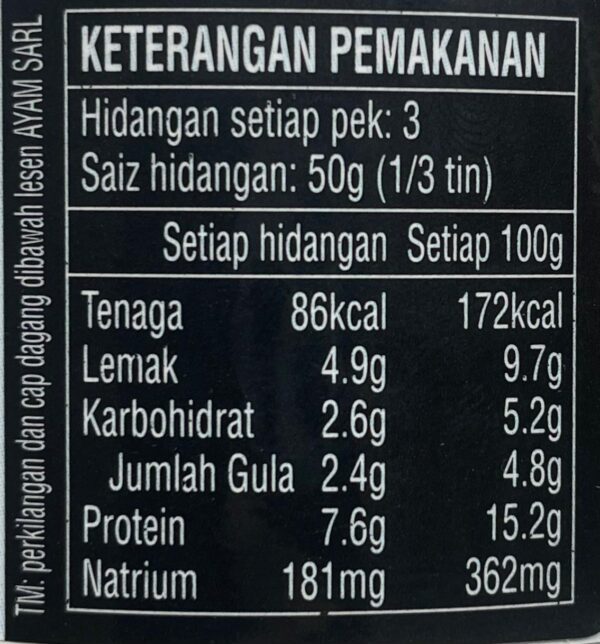 KETERANGAN PEMAKANAN
Hidangan setiap pek: 3
Saiz hidangan: 50g (1/3 tin)
Setiap hidangan Setiap 100g
Tenaga 86kcal 172kcal
Lemak 4.9g 9.7g
Karbohidrat 2.6g 5.2g
Jumlah Gula 2.4g 4.8g
Protein 7.6g 15.2g
Natrium 181mg 362mg
TM: perkilangan dan cap dagang dibawah lesen AYAM SARL